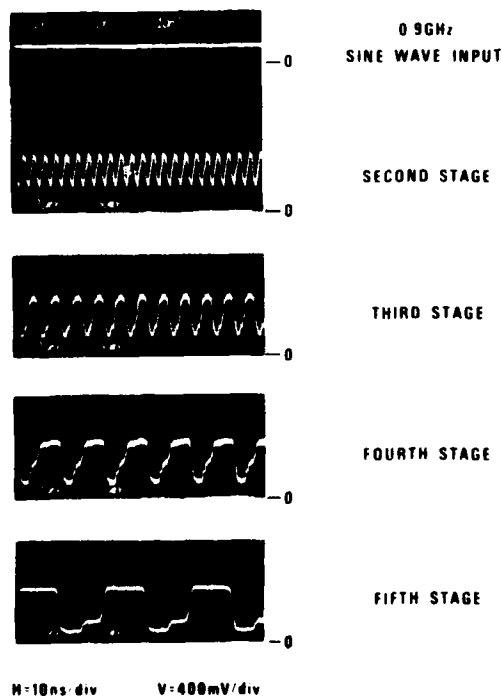 0 9GHz
SINE WAVE INPUT
— 0
SECOND STAGE
— 0
THIRD STAGE
— 0
FOURTH STAGE
— 0
FIFTH STAGE
— 0
H=10ns/div V=400mV/div